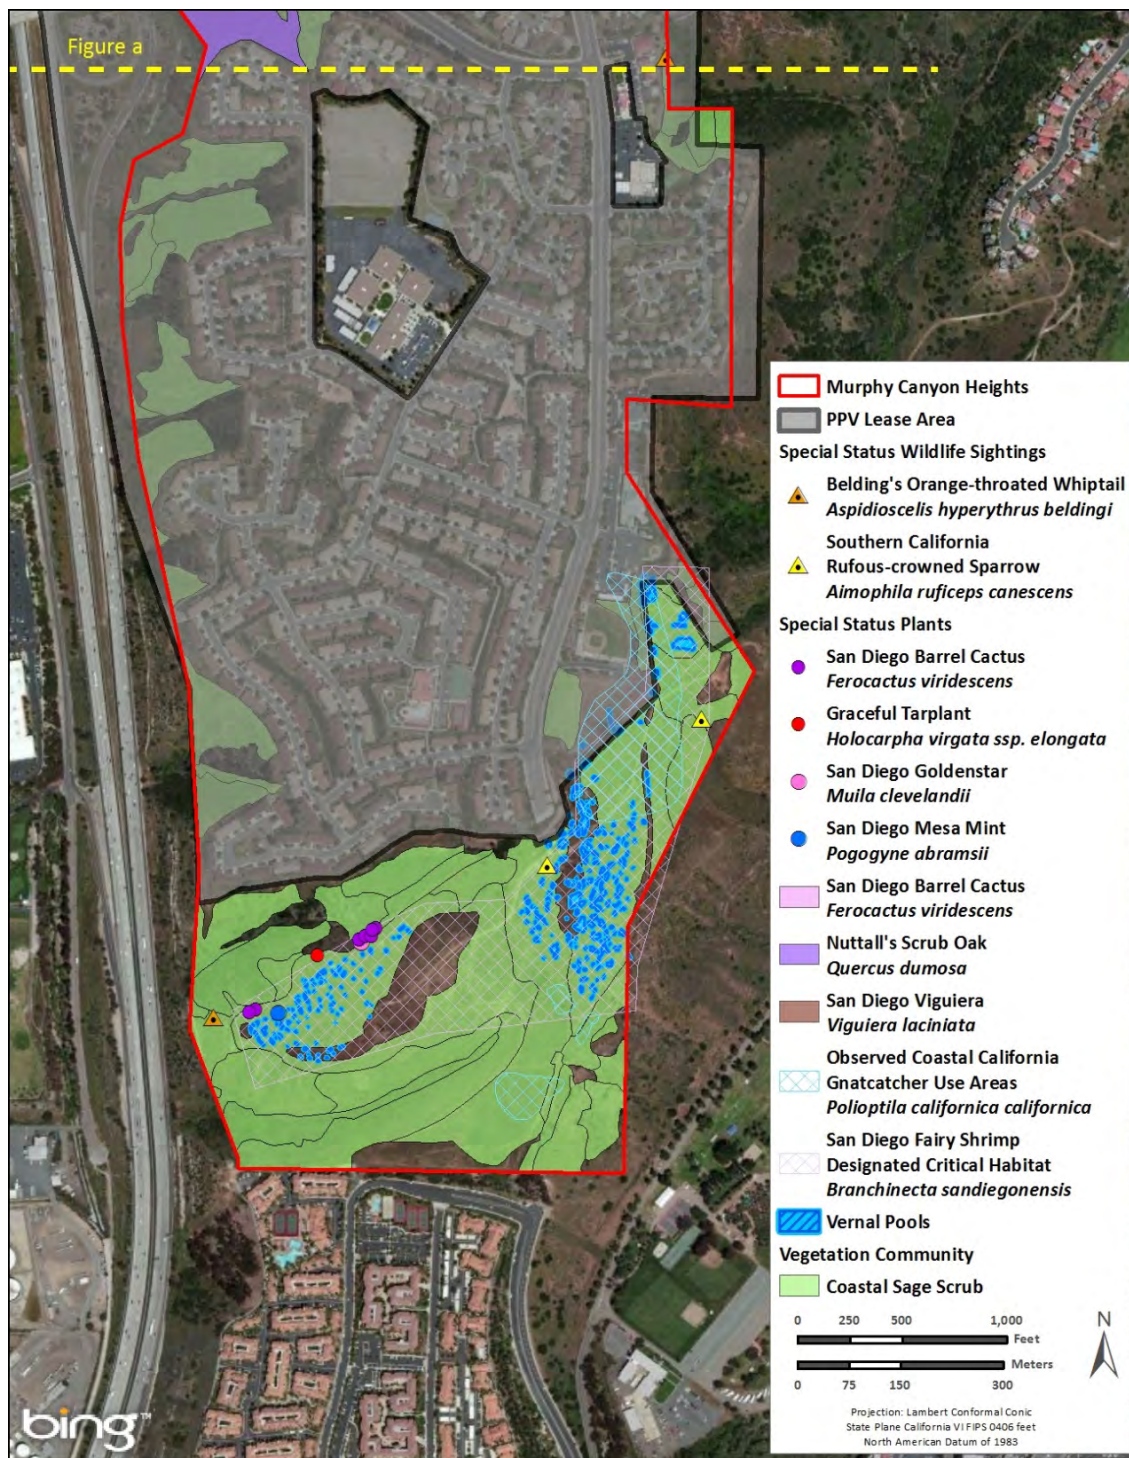 Figure a
Murphy Canyon Heights
PPV Lease Area
Special Status Wildlife Sightings
Belding's Orange-throated Whiptail
Aspidioscelis hyperythrus beldingi
Southern California
Rufous-crowned Sparrow
Aimophila ruficeps canescens
Special Status Plants
San Diego Barrel Cactus
Ferocactus viridescens
Graceful Tarplant
Holocarpha virgata ssp. elongata
San Diego Goldenstar
Muila clevelandii
San Diego Mesa Mint
Pogogyne abramsii
San Diego Barrel Cactus
Ferocactus viridescens
Nuttall's Scrub Oak
Quercus dumosa
San Diego Viguiera
Viguiera laciniata
Observed Coastal California
Gnatcatcher Use Areas
Polioptila californica californica
San Diego Fairy Shrimp
Designated Critical Habitat
Branchinecta sandiegonensis
Vernal Pools
Vegetation Community
Coastal Sage Scrub
0 250 500 1,000
Feet
Meters
0 75 150 300
N
Projection: Lambert Conformal Conic
State Plane California VI FIPS 0406 feet
North American Datum of 1983
bing™